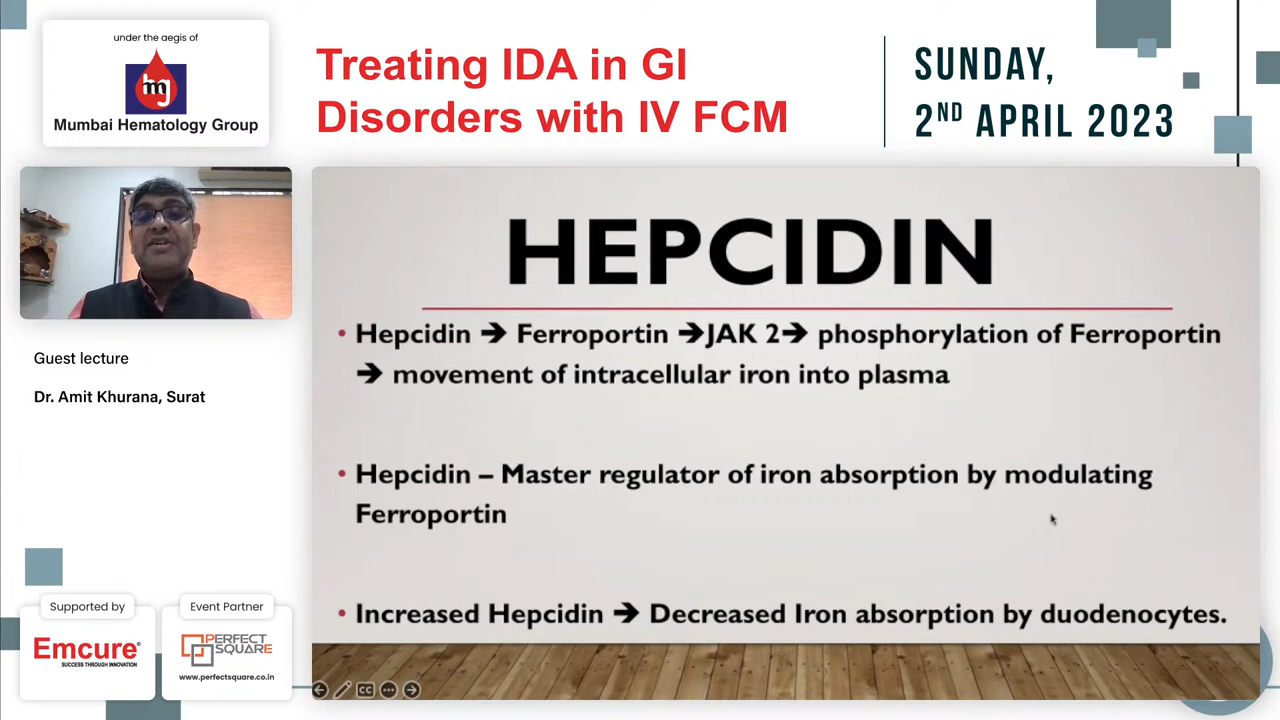 under the aegis of
mj
Mumbai Hematology Group
Treating IDA in GI
Disorders with IV FCM
SUNDAY,
2ND APRIL 2023
Guest lecture
Dr. Amit Khurana, Surat
HEPCIDIN
• Hepcidin ➔ Ferroportin ➔JAK 2➔ phosphorylation of Ferroportin
➔ movement of intracellular iron into plasma
• Hepcidin – Master regulator of iron absorption by modulating
Ferroportin
• Increased Hepcidin ➔ Decreased Iron absorption by duodenocytes.
Supported by
Emcure®
SUCCESS THROUGH INNOVATION
Event Partner
PERFECT
SQUARE
www.perfectsquare.co.in
CC